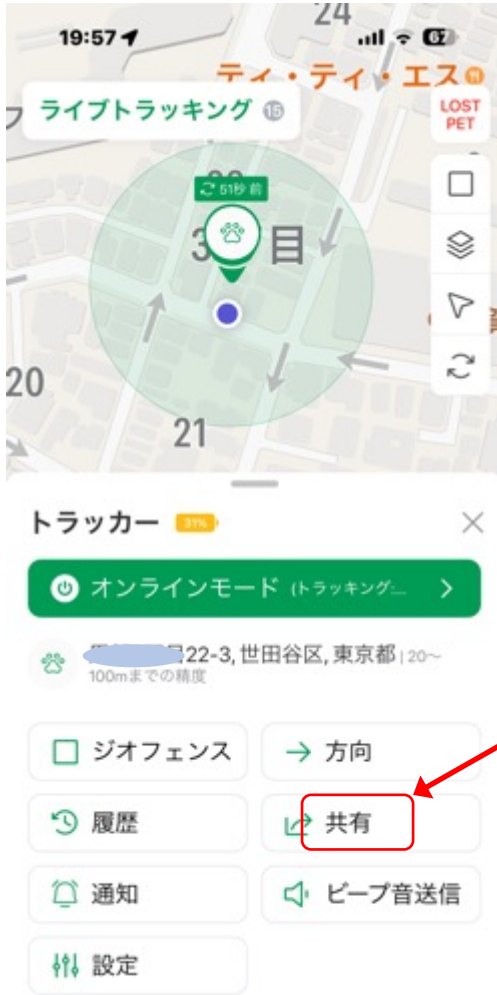 24
19:57
67
ティ・ティ・エス
ライブトラッキング 15
LOST
PET
51秒 前
3 目
20
21
トラッカー 31%
オンラインモード (トラッキング:...
22-3, 世田谷区, 東京都 | 20～
100mまでの精度
ジオフェンス
方向
履歴
共有
通知
ビープ音送信
設定